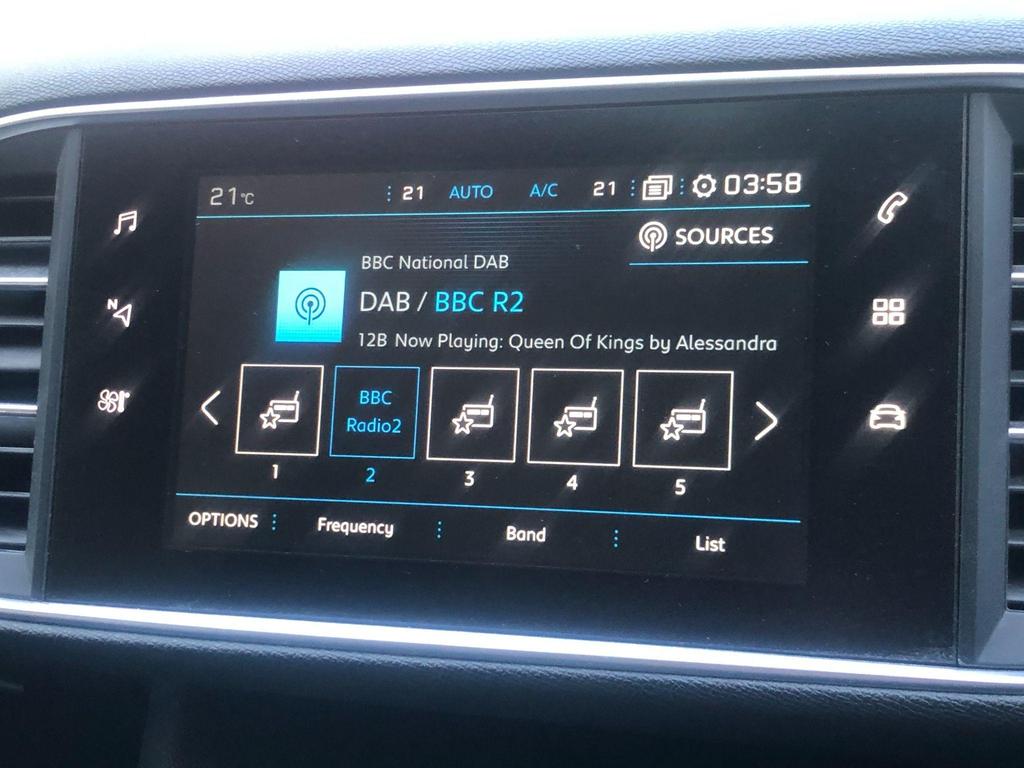 21°C 21 AUTO A/C 21 03:58
SOURCES
BBC National DAB
DAB / BBC R2
12B Now Playing: Queen Of Kings by Alessandra
N
BBC
Radio2
1 2 3 4 5
OPTIONS Frequency Band List